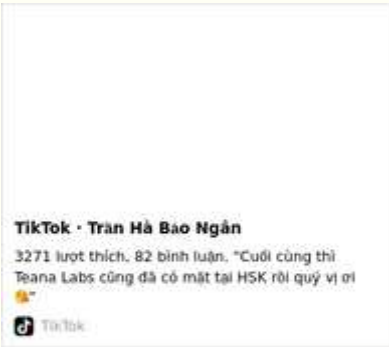 TikTok · Trần Hà Bảo Ngân
3271 lượt thích, 82 bình luận. "Cuối cùng thì
Teana Labs cũng đã có mặt tại HSK rồi quý vị ơi
🥰"
TikTok